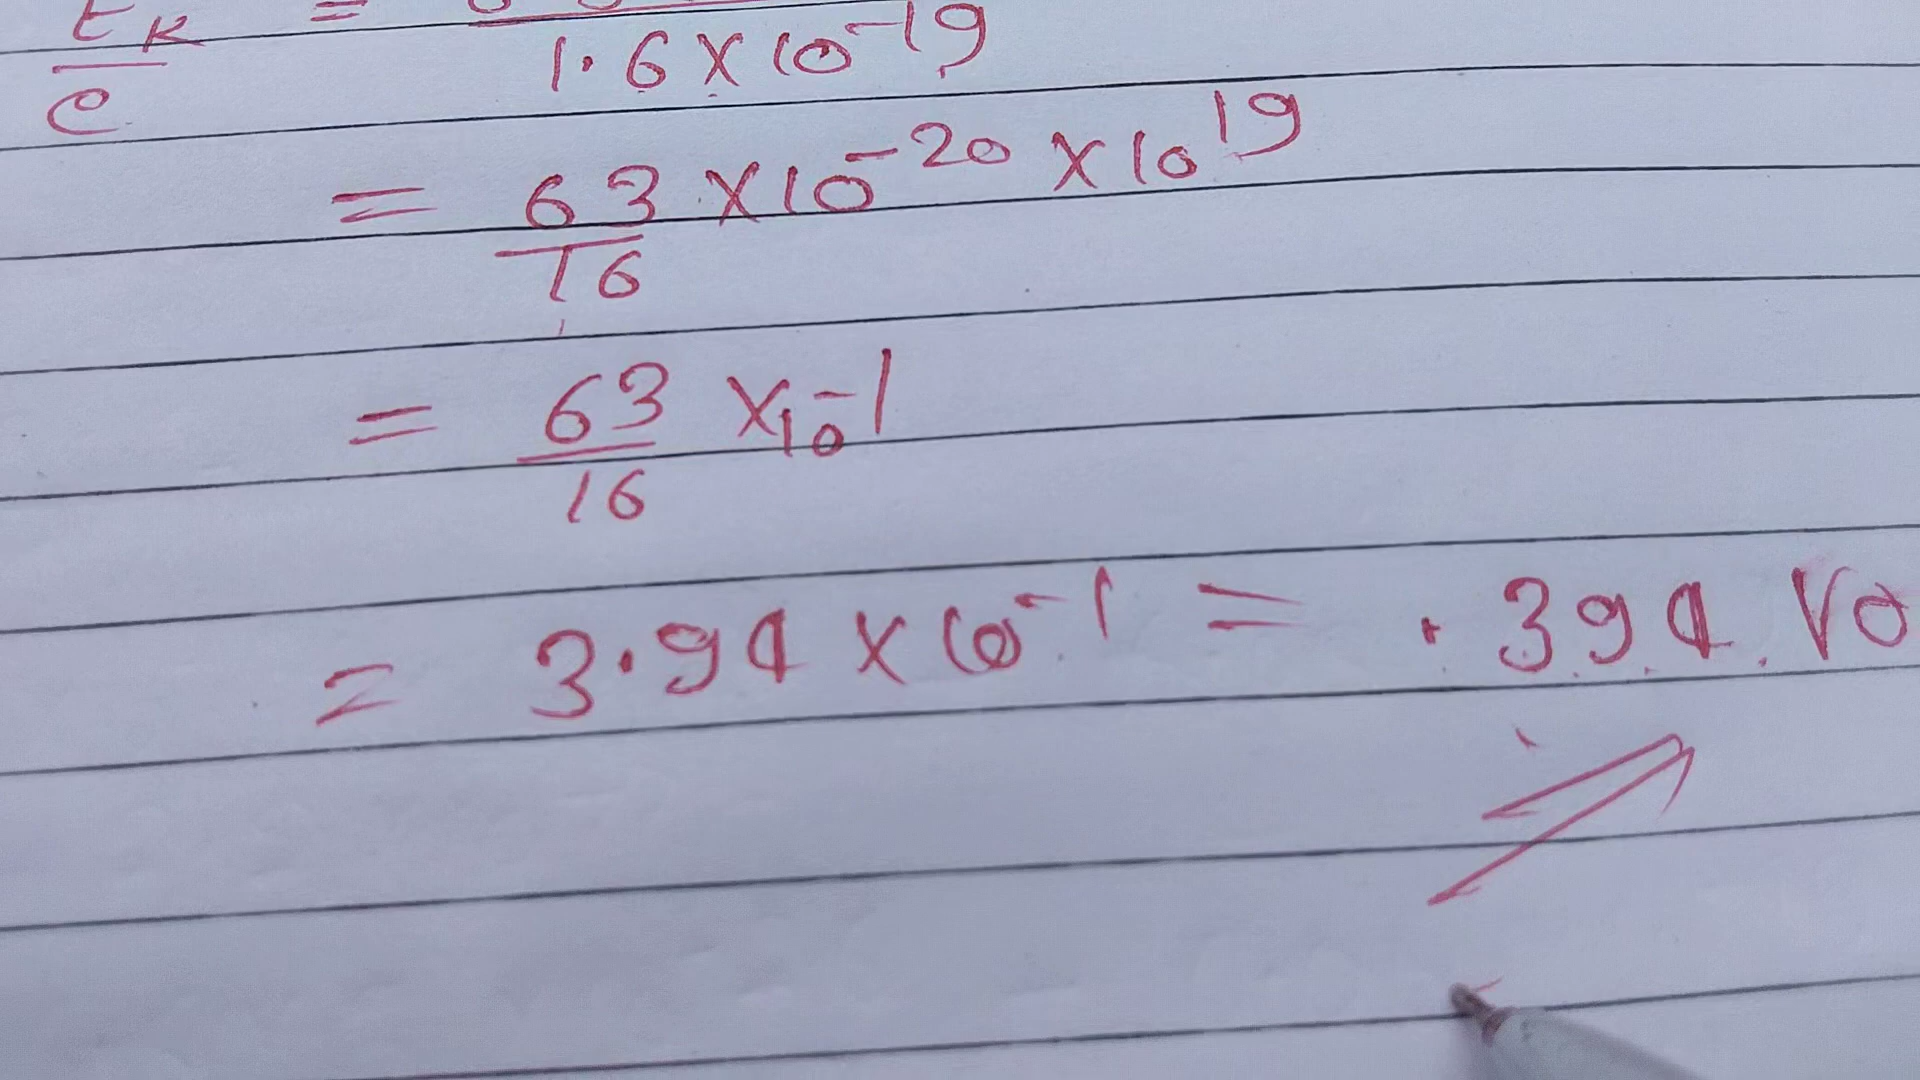 E_K/e = /1.6 × 10^-19
= 63/16 × 10^-20 × 10^19
= 63/16 × 10^-1
= 3.94 × 10^-1 = .394 Vo